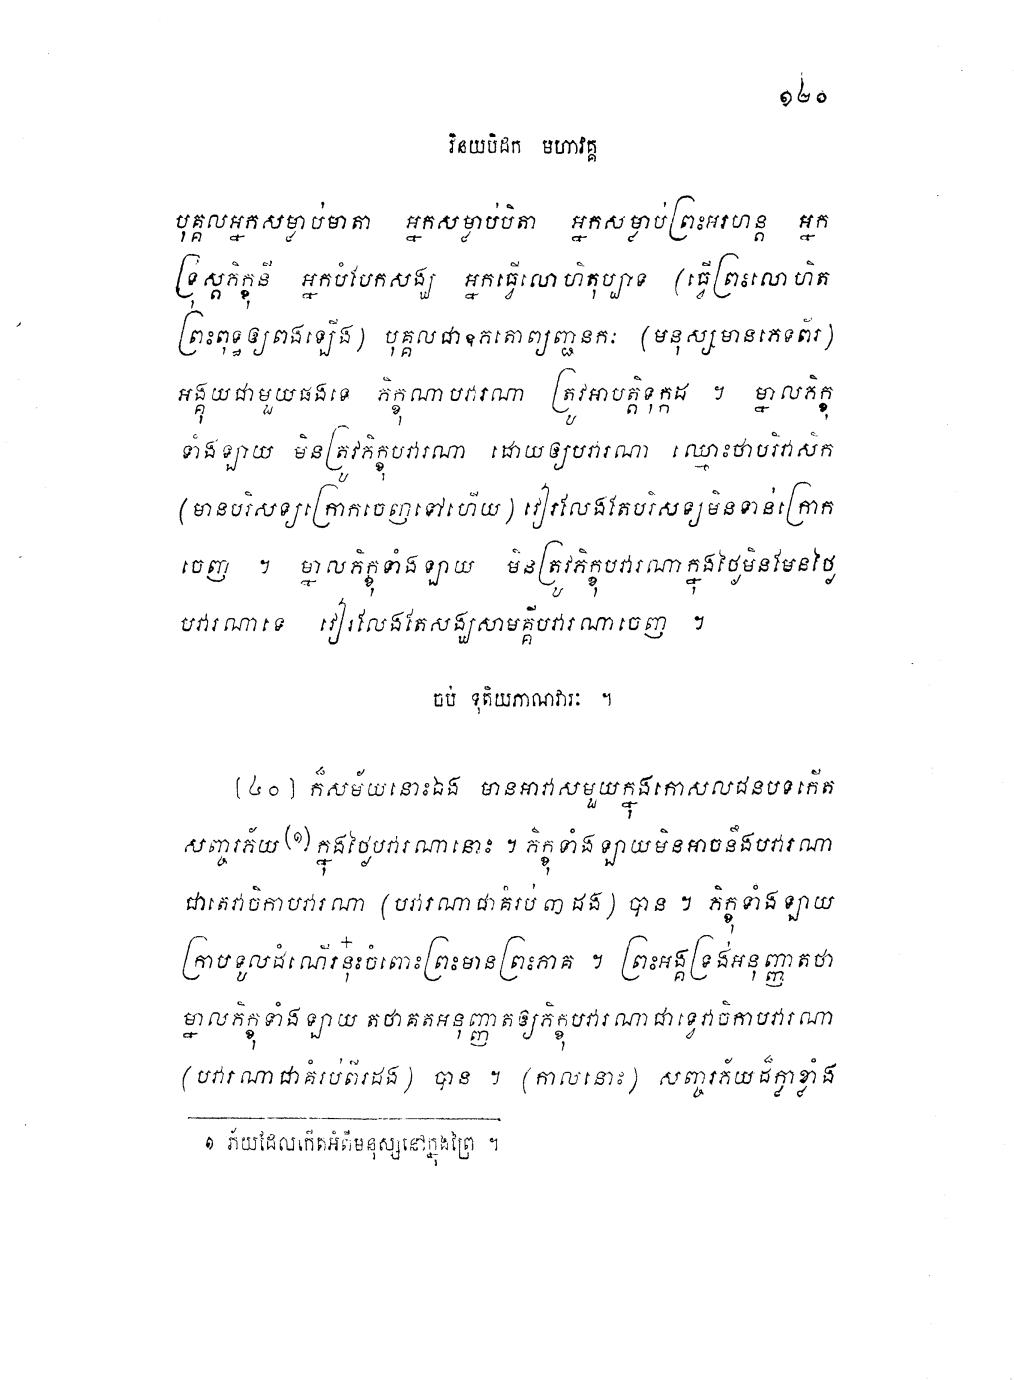 ១៤០
វិនយបិដក មហាវគ្គ
បុគ្គលអ្នកសម្លាប់មាតា អ្នកសម្លាប់បិតា អ្នកសម្លាប់ព្រះអរហន្ត អ្នក
ទ្រុស្តភិក្ខុនី អ្នកបំបែកសង្ឃ អ្នកធ្វើលោហិតុប្បាទ (ធ្វើព្រះលោហិត
ព្រះពុទ្ធឲ្យពងឡើង) បុគ្គលជាឧភតោព្យញ្ជនកៈ (មនុស្សមានភេទពីរ)
អង្គុយជាមួយផងទេ ភិក្ខុណាបវារណា ត្រូវអាបត្តិទុក្កដ ។ ម្នាលភិក្ខុ
ទាំងឡាយ មិនត្រូវភិក្ខុបវារណា ដោយឲ្យបវារណា ឈ្មោះថាបរិវាសិក
(មានបរិសទ្យក្រោកចេញទៅហើយ) វៀរលែងតែបរិសទ្យមិនទាន់ក្រោក
ចេញ ។ ម្នាលភិក្ខុទាំងឡាយ មិនត្រូវភិក្ខុបវារណាក្នុងថ្ងៃមិនមែនថ្ងៃ
បវារណាទេ វៀរលែងតែសង្ឃសាមគ្គីបវារណាចេញ ។
ចប់ ទុតិយភាណវារៈ ។
[៤០] ក៏សម័យនោះឯង មានអាវាសមួយក្នុងកោសលជនបទកើត
សញ្ចរភ័យ(១)ក្នុងថ្ងៃបវារណានោះ ។ ភិក្ខុទាំងឡាយមិនអាចនឹងបវារណា
ជាតេវាចិកាបវារណា (បវារណាជាគំរប់ ៣ ដង) បាន ។ ភិក្ខុទាំងឡាយ
ក្រាបទូលដំណើរនុ៎ះចំពោះព្រះមានព្រះភាគ ។ ព្រះអង្គទ្រង់អនុញ្ញាតថា
ម្នាលភិក្ខុទាំងឡាយ តថាគតអនុញ្ញាតឲ្យភិក្ខុបវារណាជាទ្វេវាចិកាបវារណា
(បវារណាជាគំរប់ពីរដង) បាន ។ (កាលនោះ) សញ្ចរភ័យដ៏ក្លាខ្លាំង
១ ភ័យដែលកើតអំពីមនុស្សនៅក្នុងព្រៃ ។